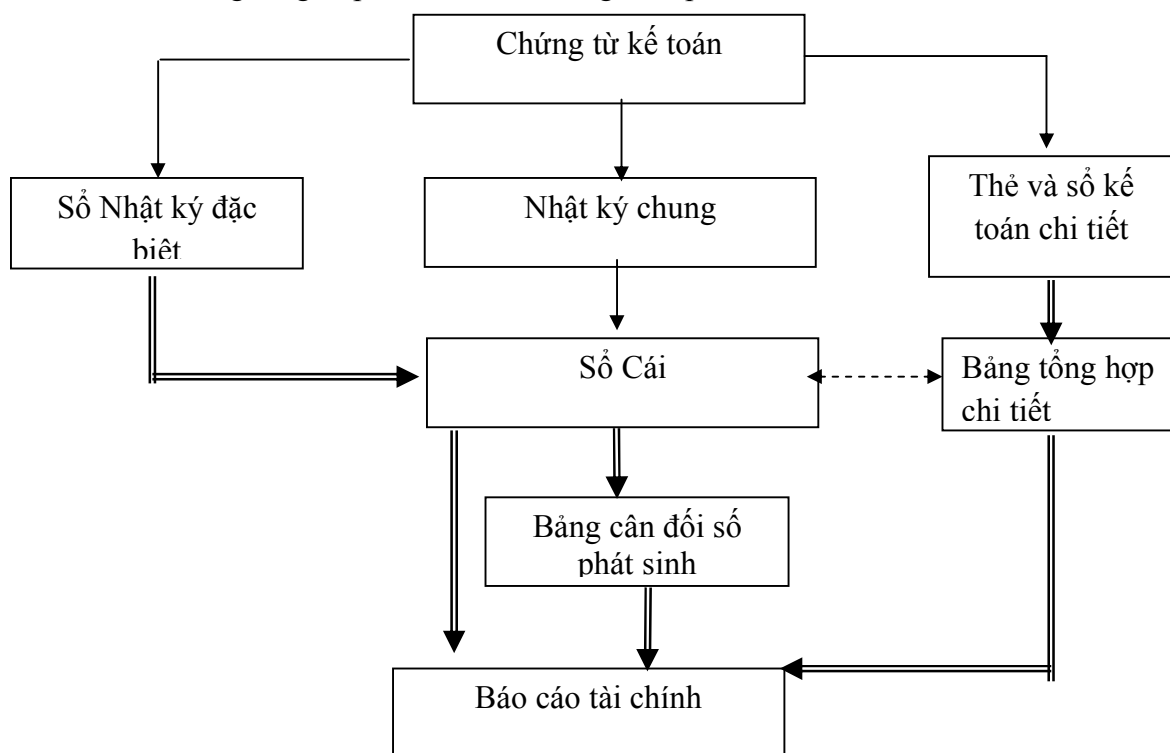 Chứng từ kế toán
Sổ Nhật ký đặc
biệt
Nhật ký chung
Thẻ và sổ kế
toán chi tiết
Sổ Cái
Bảng tổng hợp
chi tiết
Bảng cân đối số
phát sinh
Báo cáo tài chính